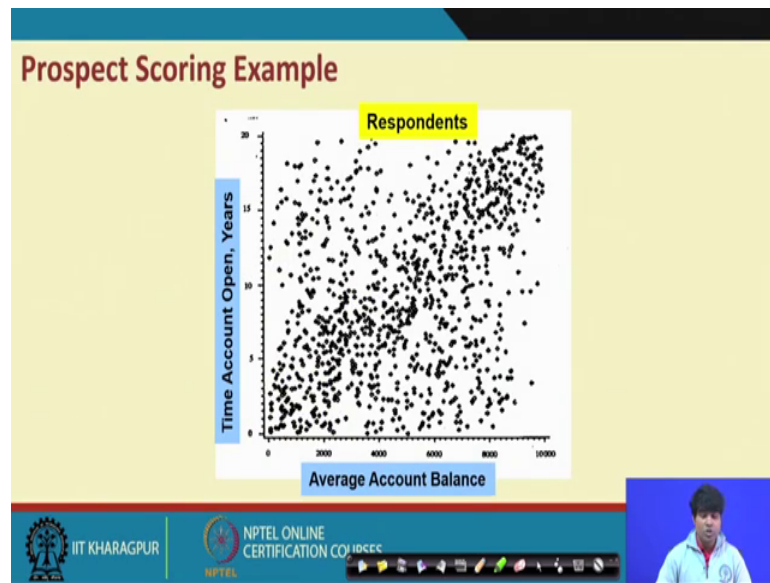 Prospect Scoring Example
Respondents
Time Account Open, Years
20
15
10
5
0
0 2000 4000 6000 8000 10000
Average Account Balance
IIT KHARAGPUR
NPTEL
NPTEL ONLINE
CERTIFICATION COURSES